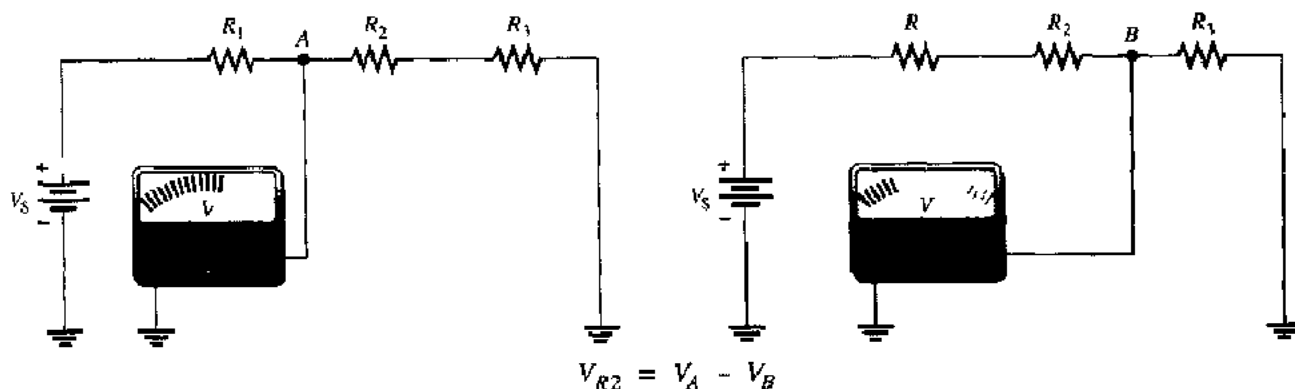 R1 A R2 R3
R R2 B R3
+
VS
-
V
+
VS
-
V
VR2 = VA - VB